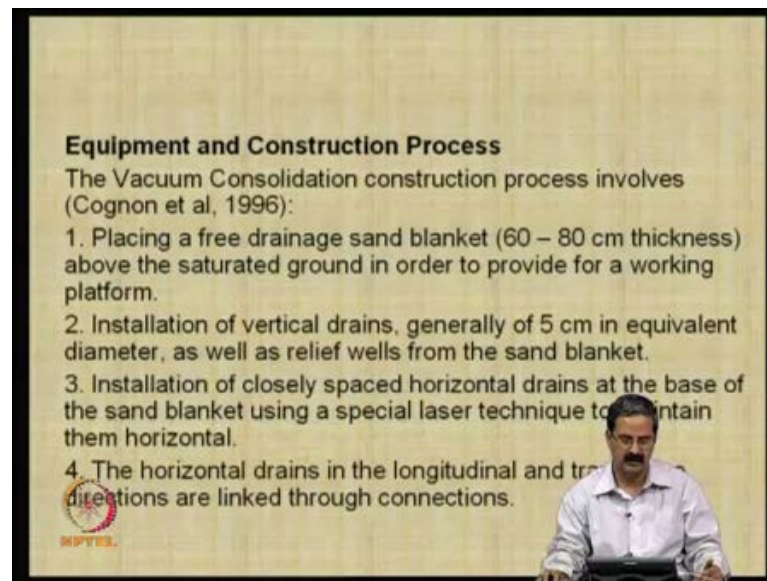 Equipment and Construction Process
The Vacuum Consolidation construction process involves
(Cognon et al, 1996):
1. Placing a free drainage sand blanket (60 – 80 cm thickness)
above the saturated ground in order to provide for a working
platform.
2. Installation of vertical drains, generally of 5 cm in equivalent
diameter, as well as relief wells from the sand blanket.
3. Installation of closely spaced horizontal drains at the base of
the sand blanket using a special laser technique to
them horizontal.
4. The horizontal drains in the longitudinal and
directions are linked through connections.
NPTEL